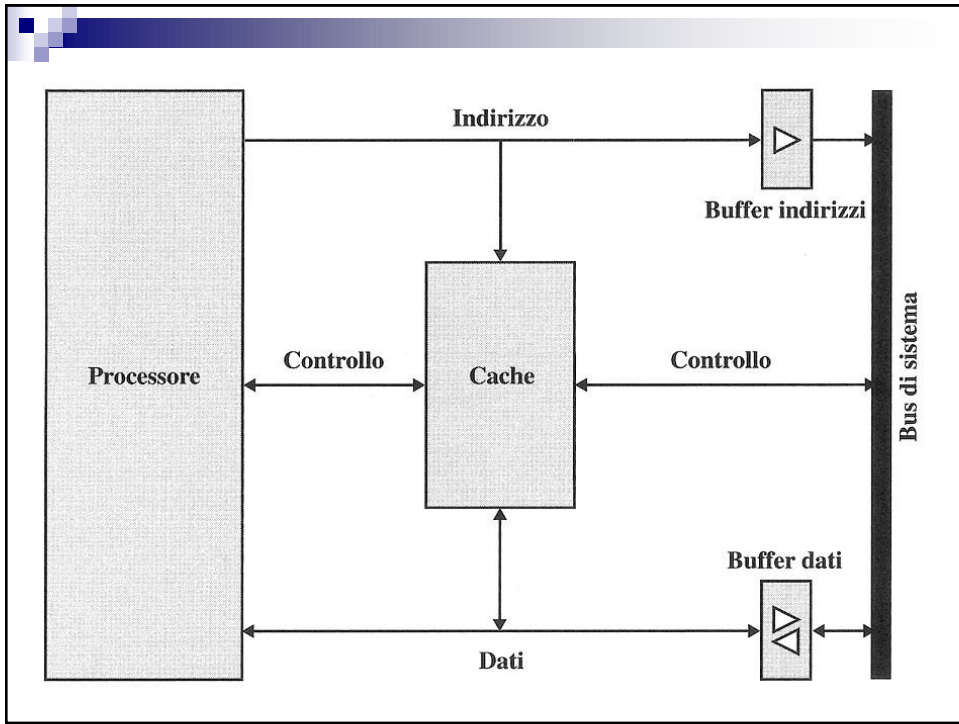 Indirizzo
Buffer indirizzi
Processore
Controllo
Cache
Controllo
Bus di sistema
Buffer dati
Dati